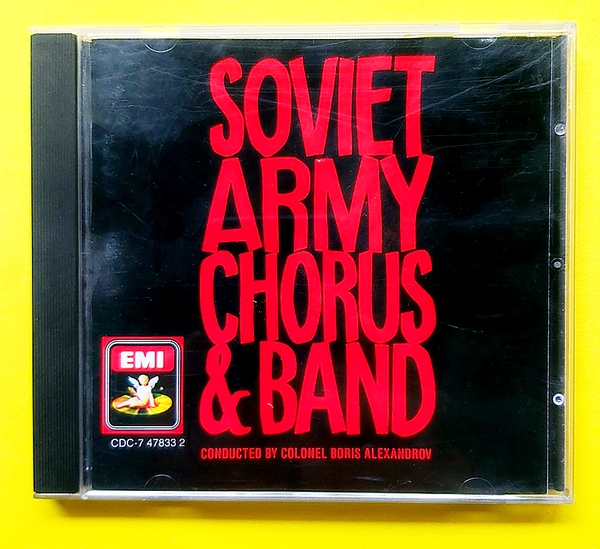 SOVIET
ARMY
CHORUS
& BAND
EMI
CDC-7 47833 2
CONDUCTED BY COLONEL BORIS ALEXANDROV